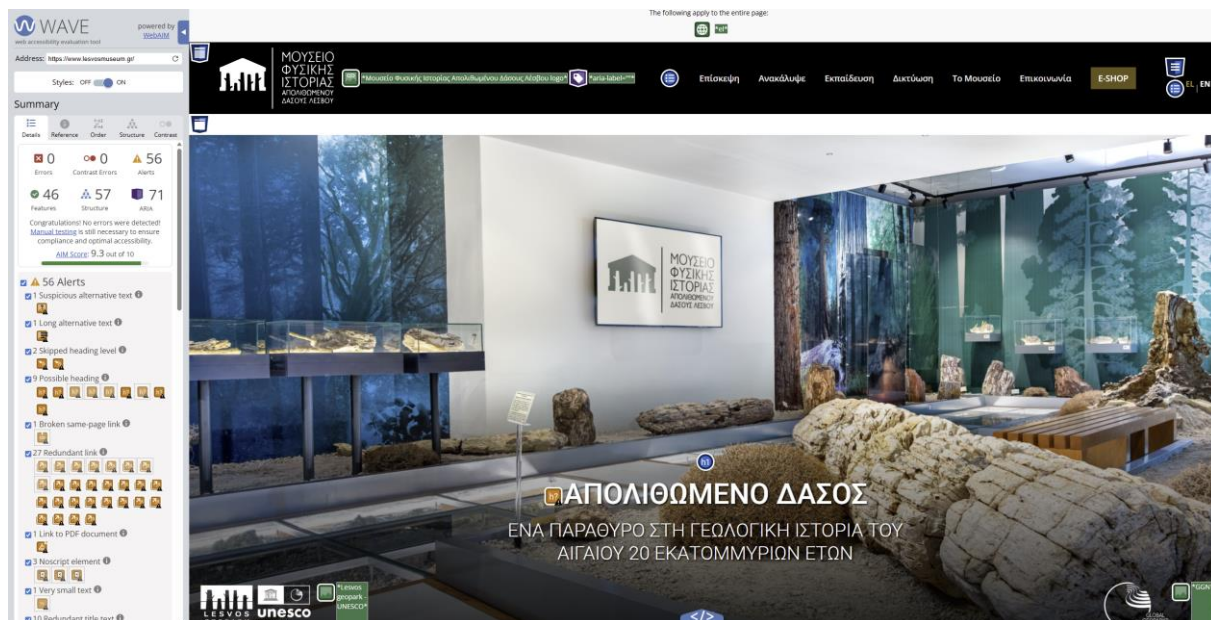 WAVE
web accessibility evaluation tool
powered by
WebAIM
Address: https://www.lesvosmuseum.gr/
Styles: OFF ON
Summary
Details Reference Order Structure Contrast
0 Errors
0 Contrast Errors
56 Alerts
46 Features
57 Structure
71 ARIA
Congratulations! No errors were detected!
Manual testing is still necessary to ensure
compliance and optimal accessibility.
AIM Score: 9.3 out of 10
56 Alerts
1 Suspicious alternative text
1 Long alternative text
2 Skipped heading level
9 Possible heading
1 Broken same-page link
27 Redundant link
1 Link to PDF document
3 Noscript element
1 Very small text
10 Redundant title text
The following apply to the entire page:
*el*
ΜΟΥΣΕΙΟ
ΦΥΣΙΚΗΣ
ΙΣΤΟΡΙΑΣ
ΑΠΟΛΙΘΩΜΕΝΟΥ
ΔΑΣΟΥΣ ΛΕΣΒΟΥ
*Μουσείο Φυσικής Ιστορίας Απολιθωμένου Δάσους Λέσβου logo*
*aria-label=""*
Επίσκεψη Ανακάλυψε Εκπαίδευση Δικτύωση Το Μουσείο Επικοινωνία E-SHOP
EL | EN
ΜΟΥΣΕΙΟ
ΦΥΣΙΚΗΣ
ΙΣΤΟΡΙΑΣ
ΑΠΟΛΙΘΩΜΕΝΟΥ
ΔΑΣΟΥΣ ΛΕΣΒΟΥ
h1
h?
ΑΠΟΛΙΘΩΜΕΝΟ ΔΑΣΟΣ
ΕΝΑ ΠΑΡΑΘΥΡΟ ΣΤΗ ΓΕΩΛΟΓΙΚΗ ΙΣΤΟΡΙΑ ΤΟΥ
ΑΙΓΑΙΟΥ 20 ΕΚΑΤΟΜΜΥΡΙΩΝ ΕΤΩΝ
LESVOS
unesco
*Lesvos
geopark -
UNESCO*
</>
GLOBAL
*GGN